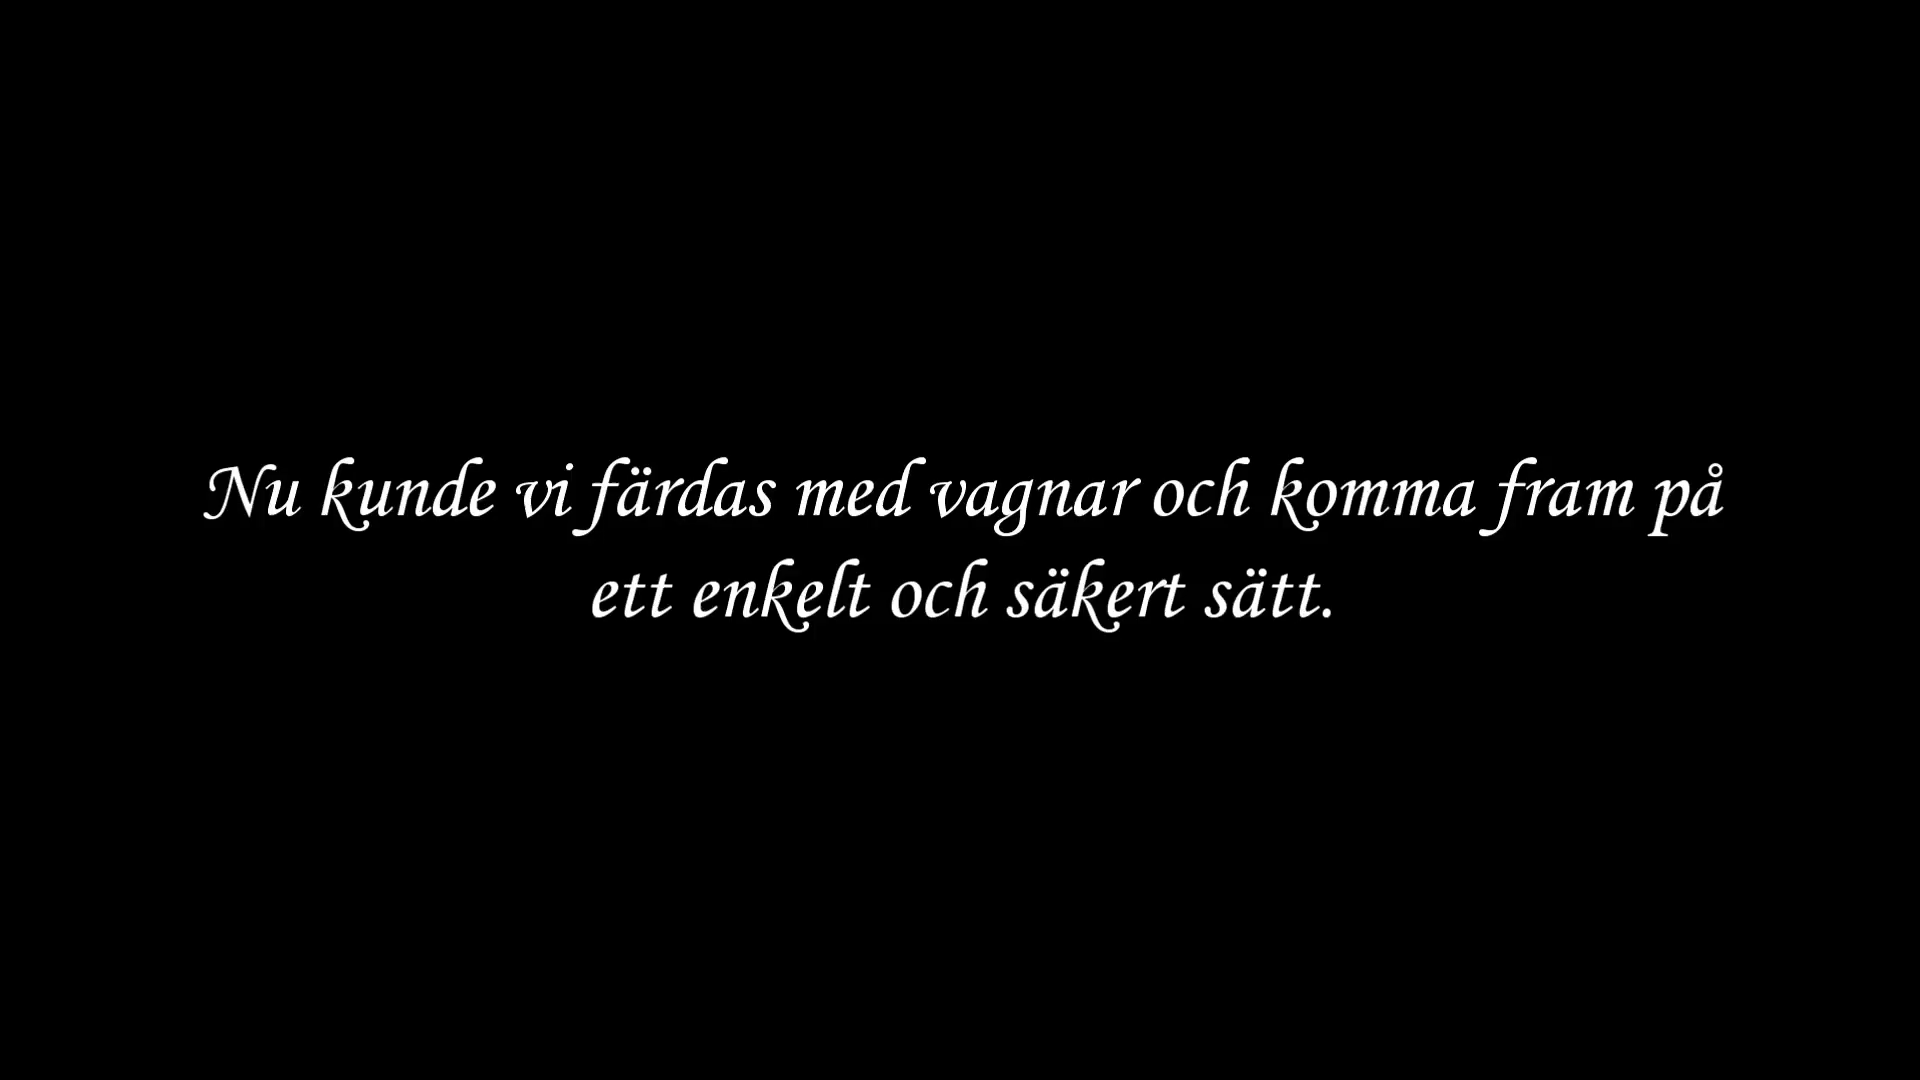 Nu kunde vi färdas med vagnar och komma fram på
ett enkelt och säkert sätt.